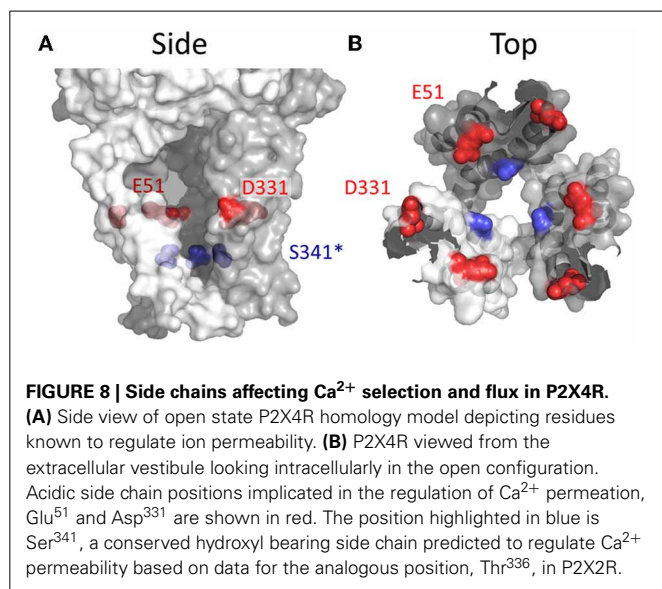 A Side B Top
E51
E51 D331 D331
S341*
FIGURE 8 | Side chains affecting Ca²⁺ selection and flux in P2X4R.
(A) Side view of open state P2X4R homology model depicting residues
known to regulate ion permeability. (B) P2X4R viewed from the
extracellular vestibule looking intracellularly in the open configuration.
Acidic side chain positions implicated in the regulation of Ca²⁺ permeation,
Glu⁵¹ and Asp³³¹ are shown in red. The position highlighted in blue is
Ser³⁴¹, a conserved hydroxyl bearing side chain predicted to regulate Ca²⁺
permeability based on data for the analogous position, Thr³³⁶, in P2X2R.